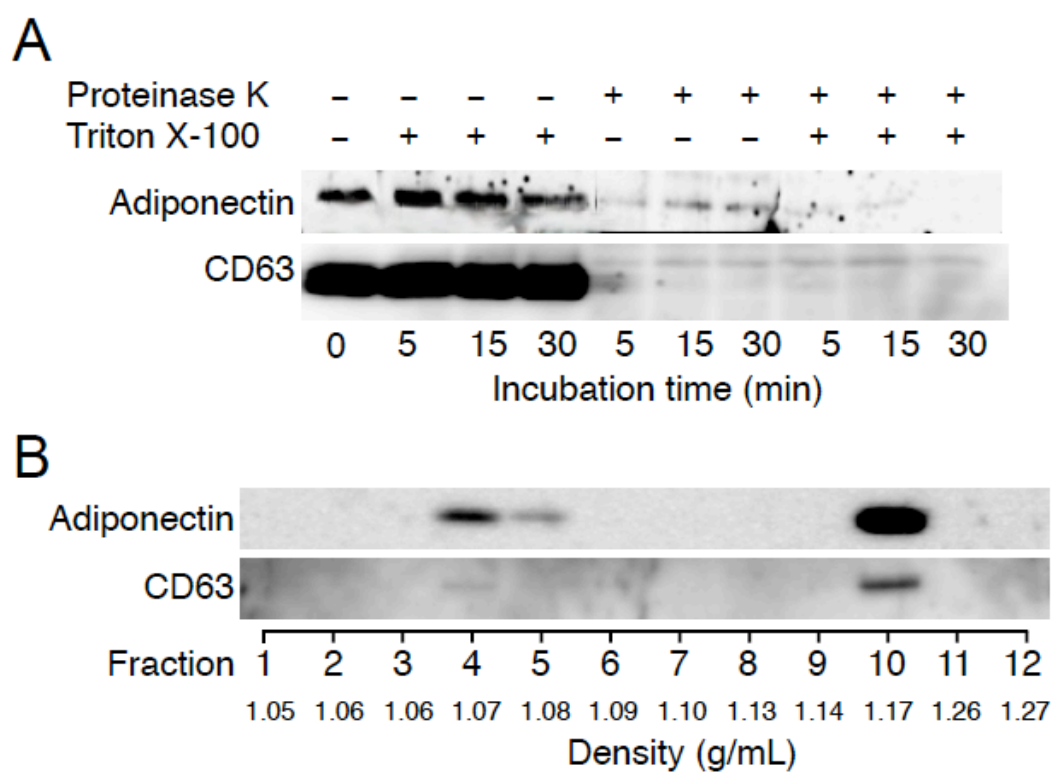 A
Proteinase K – – – – + + + + + +
Triton X-100 – + + + – – – + + +
Adiponectin
CD63
0 5 15 30 5 15 30 5 15 30
Incubation time (min)
B
Adiponectin
CD63
Fraction 1 2 3 4 5 6 7 8 9 10 11 12
1.05 1.06 1.06 1.07 1.08 1.09 1.10 1.13 1.14 1.17 1.26 1.27
Density (g/mL)